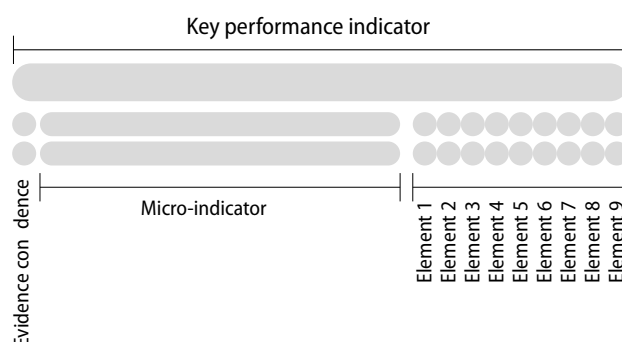 Key performance indicator
Micro-indicator
Evidence con dence
Element 1
Element 2
Element 3
Element 4
Element 5
Element 6
Element 7
Element 8
Element 9